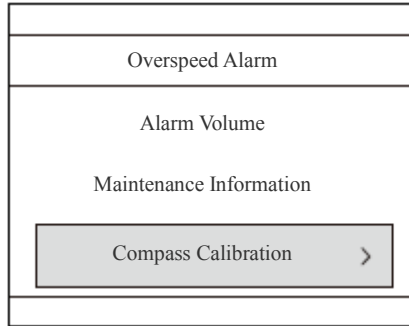 Overspeed Alarm
Alarm Volume
Maintenance Information
Compass Calibration